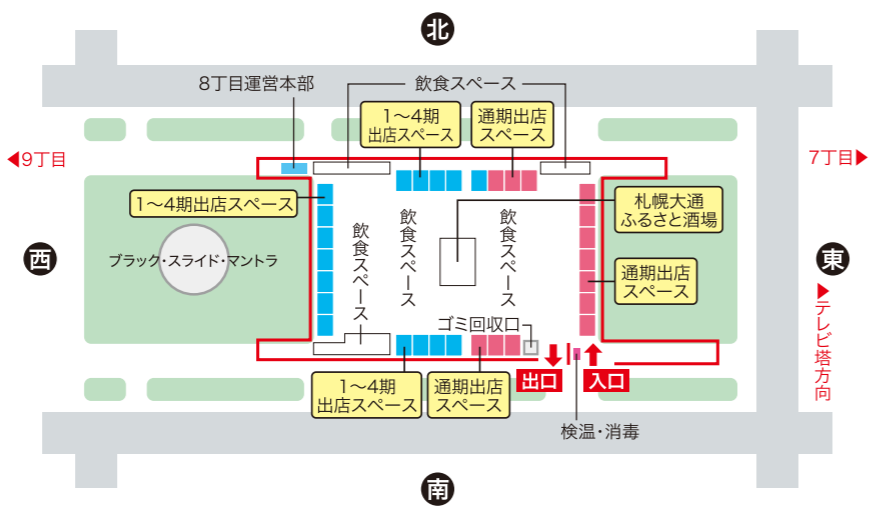 北
8丁目運営本部
飲食スペース
1〜4期
出店スペース
通期出店
スペース
◀9丁目
7丁目▶
1〜4期出店スペース
札幌大通
ふるさと酒場
西
ブラック・スライド・マントラ
飲食スペース
飲食スペース
飲食スペース
通期出店
スペース
東
▶テレビ塔方向
ゴミ回収口
出口
入口
1〜4期
出店スペース
通期出店
スペース
検温・消毒
南